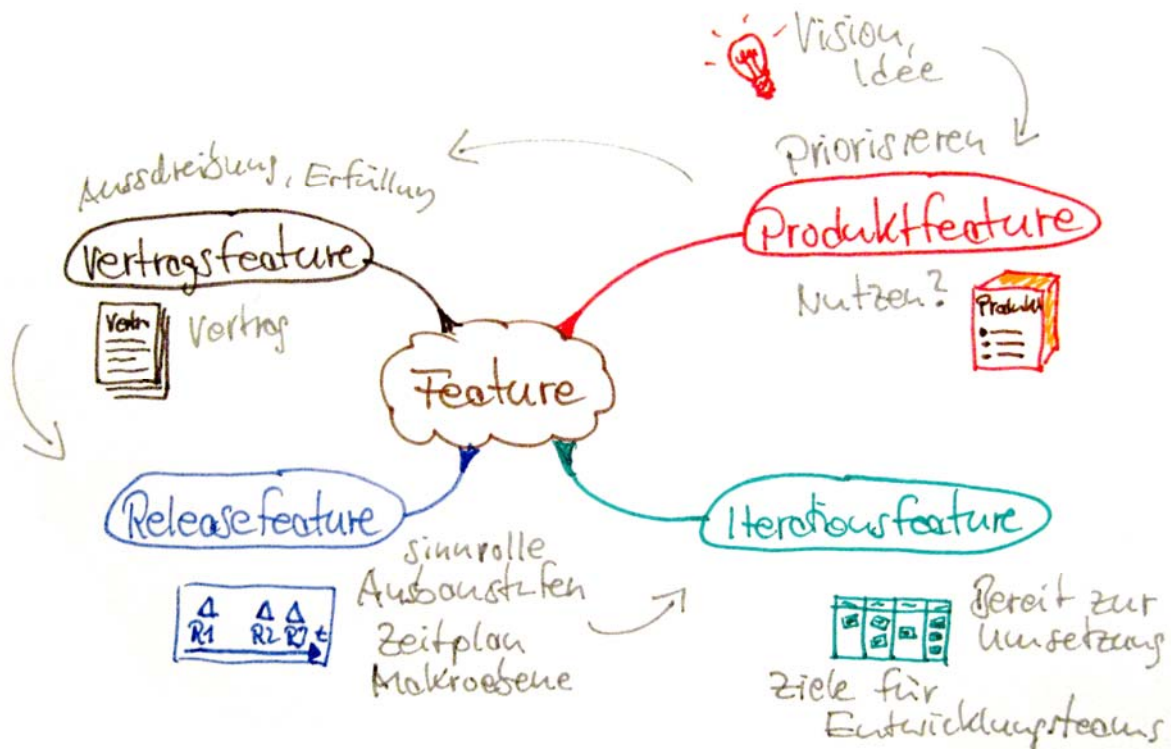 Vision,
Idee
Priorisieren
Produktfeature
Nutzen?
Produkt
Ausschreibung, Erfüllung
Vertragsfeature
Vertrag
Feature
Releasefeature
R1 R2 R3 t
sinnvolle
Ausbaustufen
Zeitplan
Makroebene
Iterationsfeature
Bereit zur
Umsetzung
Ziele für
Entwicklungsteams